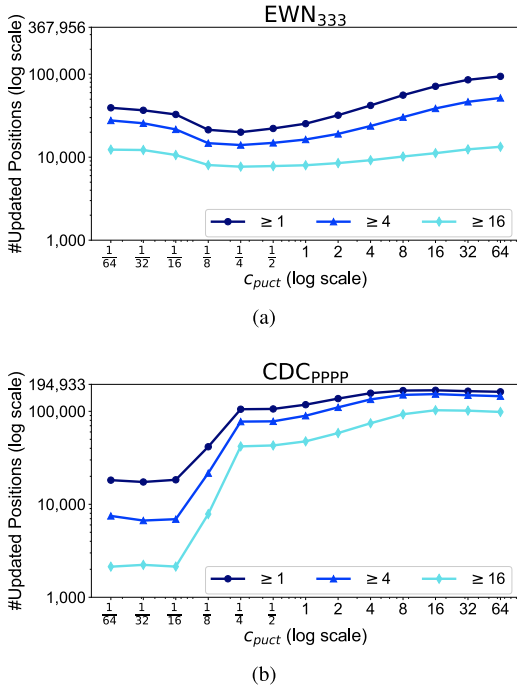 EWN₃₃₃
367,956
100,000
10,000
1,000
#Updated Positions (log scale)
≥ 1 ≥ 4 ≥ 16
1/64 1/32 1/16 1/8 1/4 1/2 1 2 4 8 16 32 64
c_puct (log scale)
(a)
CDC_PPPP
194,933
100,000
10,000
1,000
#Updated Positions (log scale)
≥ 1 ≥ 4 ≥ 16
1/64 1/32 1/16 1/8 1/4 1/2 1 2 4 8 16 32 64
c_puct (log scale)
(b)